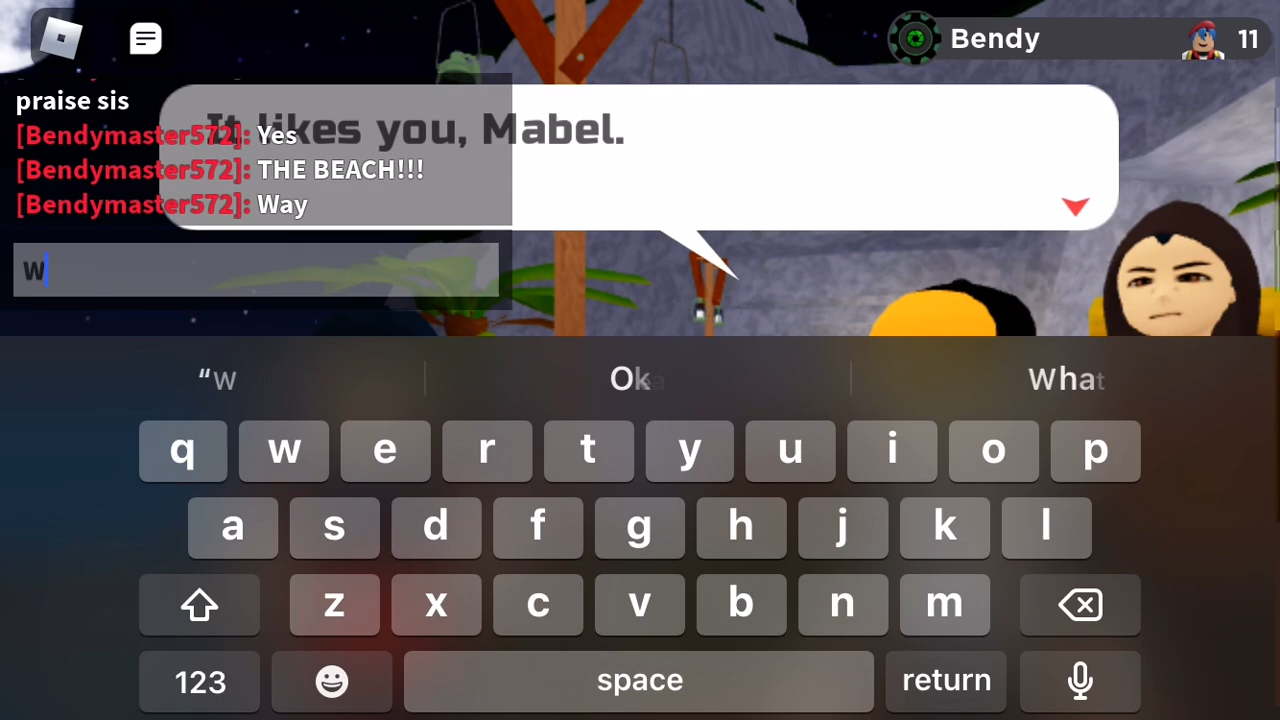 Bendy
11
praise sis
It likes you, Mabel.
[Bendymaster572]: Yes
[Bendymaster572]: THE BEACH!!!
[Bendymaster572]: Way
w
“w
What
q w e r t y u i o p
a s d f g h j k l
z x c v b n m
123
space
return